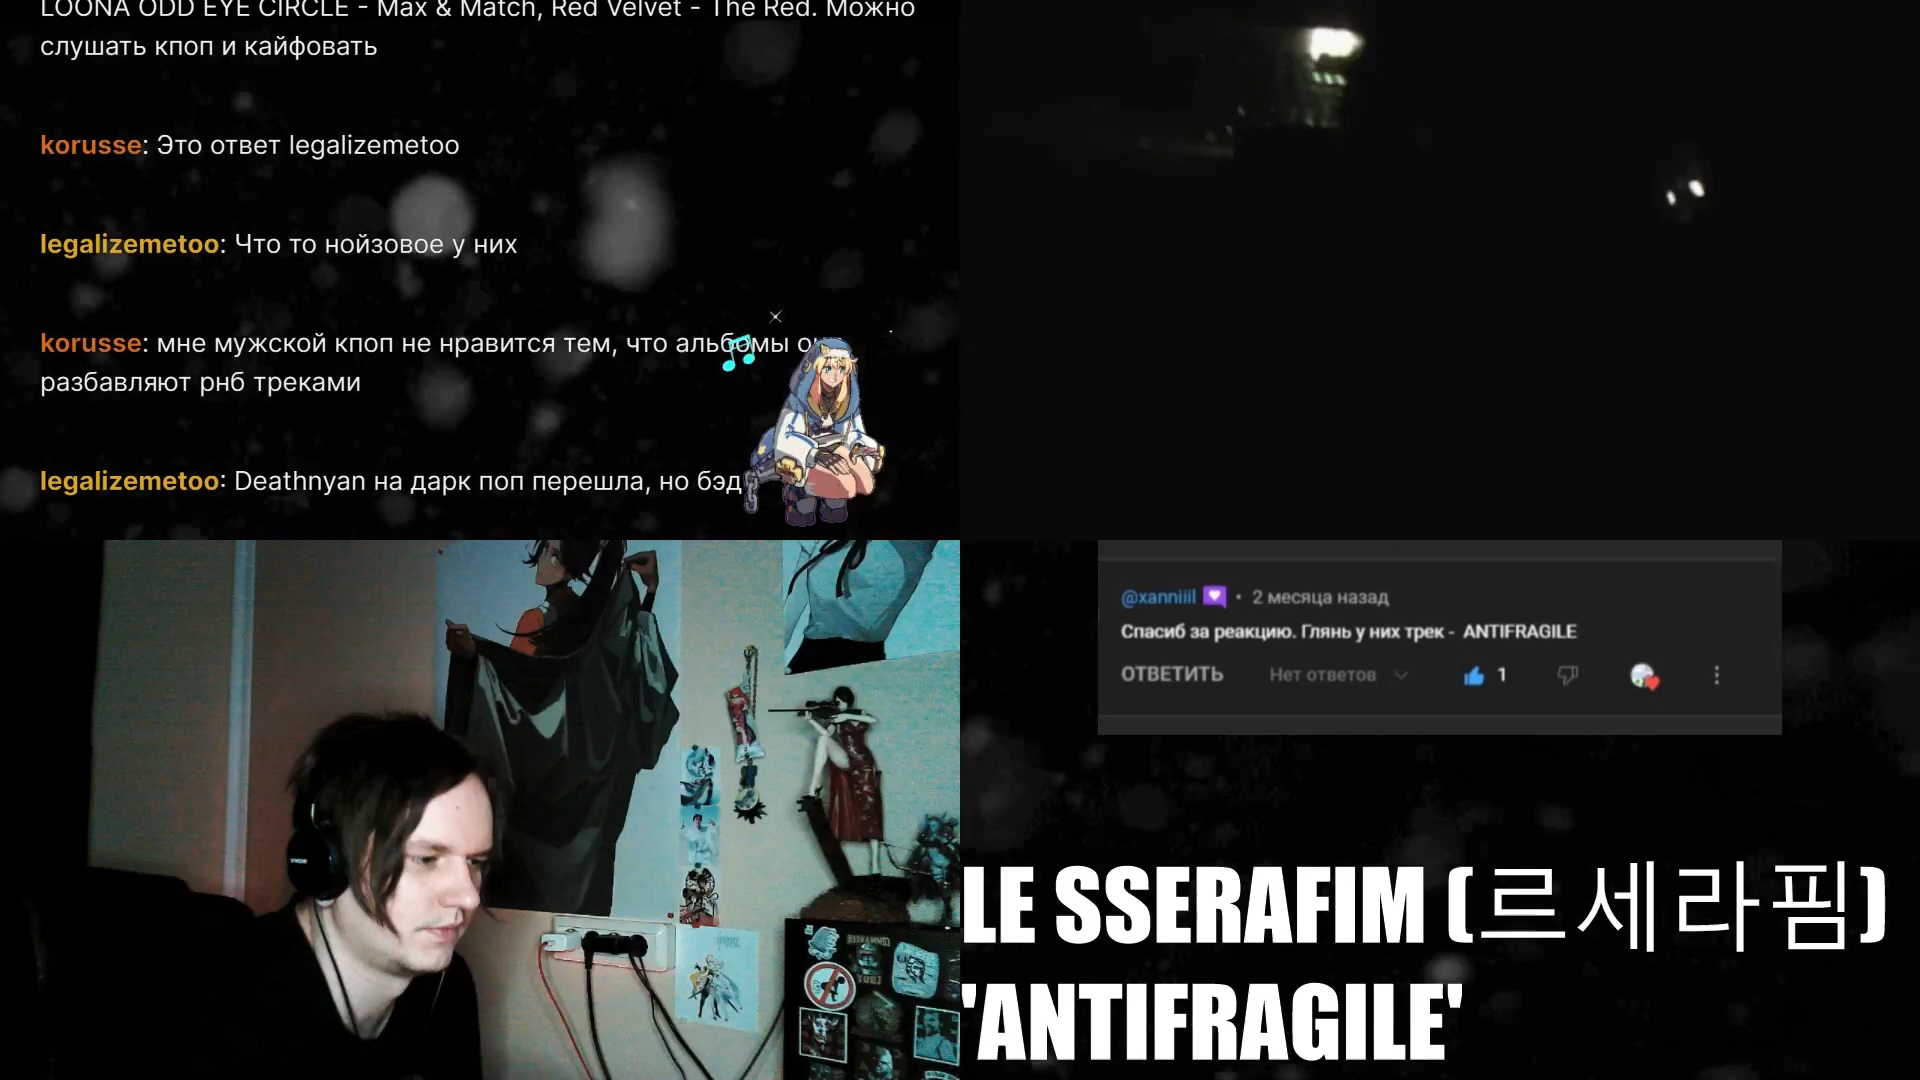 LOONA ODD EYE CIRCLE - Max & Match, Red Velvet - The Red. Можно
слушать кпоп и кайфовать
korusse: Это ответ legalizemetoo
legalizemetoo: Что то нойзовое у них
korusse: мне мужской кпоп не нравится тем, что альбомы
разбавляют рнб треками
legalizemetoo: Deathnyan на дарк поп перешла, но бэд
@xanniiil • 2 месяца назад
Спасиб за реакцию. Глянь у них трек - ANTIFRAGILE
ОТВЕТИТЬ Нет ответов 1
LE SSERAFIM (르세라핌)
'ANTIFRAGILE'